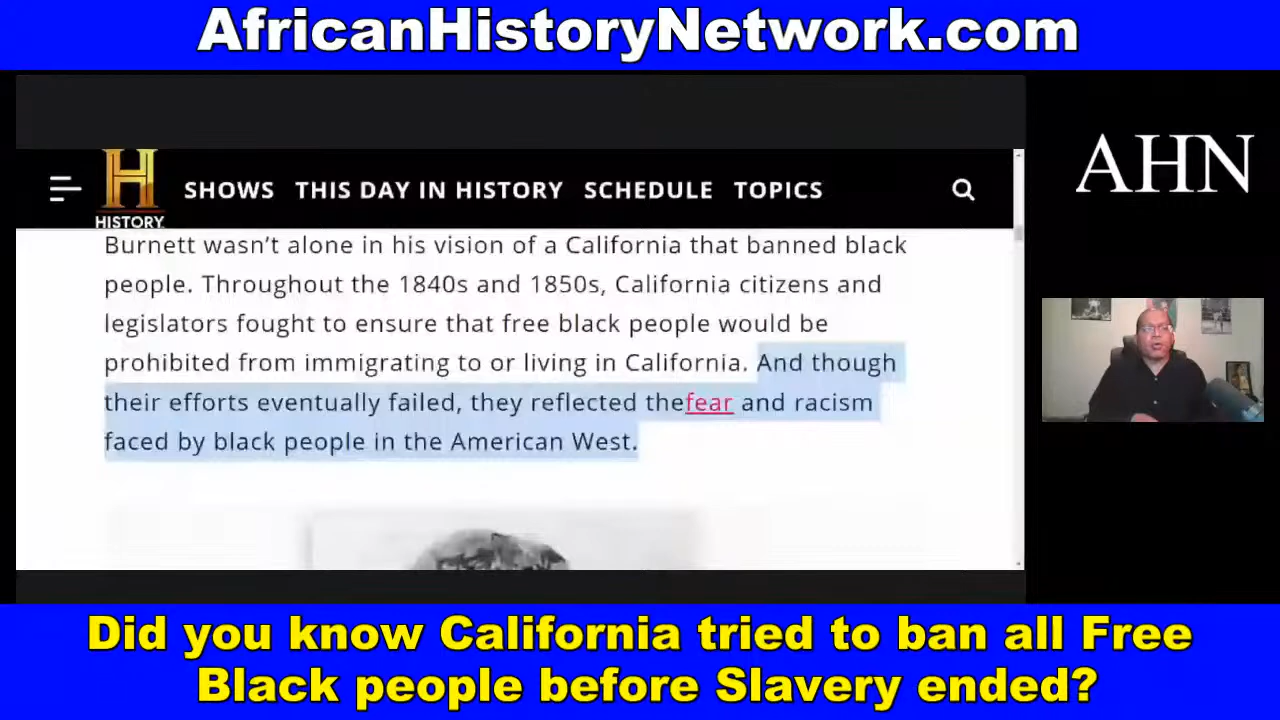 AfricanHistoryNetwork.com
AHN
H
HISTORY
SHOWS THIS DAY IN HISTORY SCHEDULE TOPICS
Burnett wasn’t alone in his vision of a California that banned black
people. Throughout the 1840s and 1850s, California citizens and
legislators fought to ensure that free black people would be
prohibited from immigrating to or living in California. And though
their efforts eventually failed, they reflected thefear and racism
faced by black people in the American West.
Did you know California tried to ban all Free
Black people before Slavery ended?